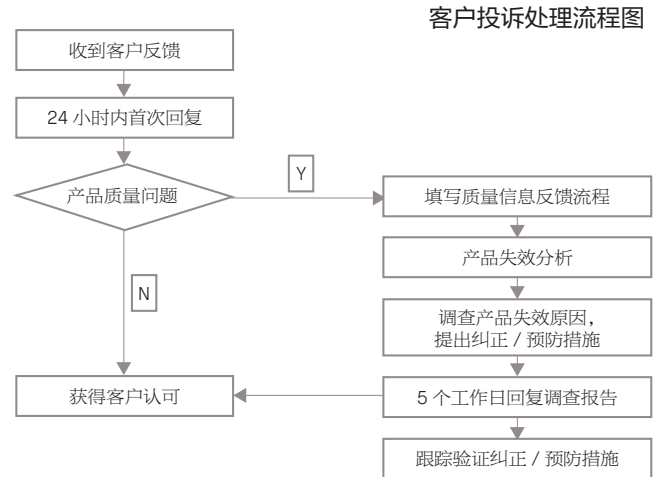 客户投诉处理流程图
收到客户反馈
24 小时内首次回复
产品质量问题
Y
N
填写质量信息反馈流程
产品失效分析
调查产品失效原因，
提出纠正 / 预防措施
获得客户认可
5 个工作日回复调查报告
跟踪验证纠正 / 预防措施